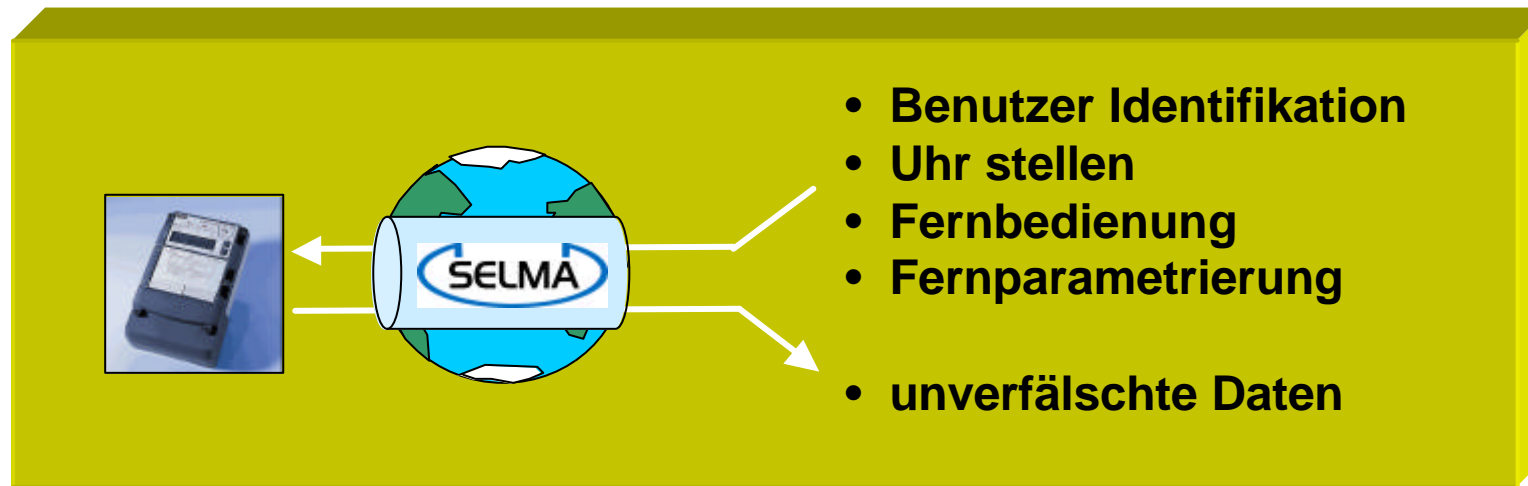 • Benutzer Identifikation
• Uhr stellen
• Fernbedienung
• Fernparametrierung
SELMA
• unverfälschte Daten